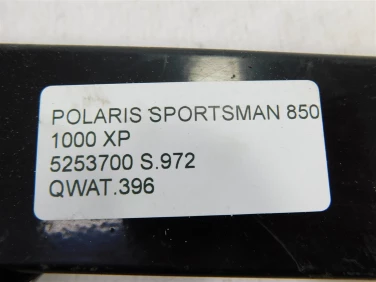 POLARIS SPORTSMAN 850
1000 XP
5253700 S.972
QWAT.396